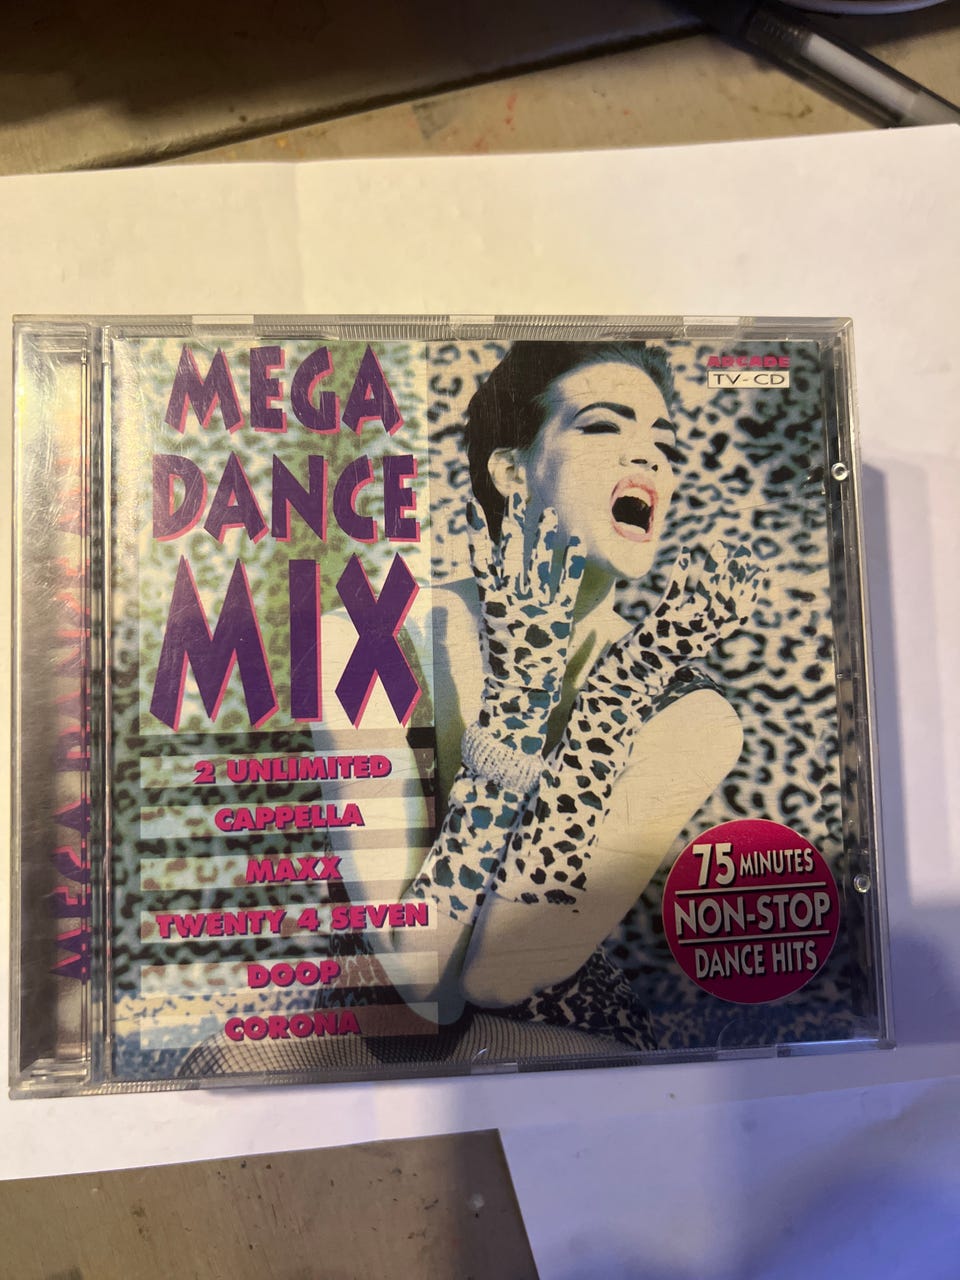 MEGA
DANCE
MIX
ARCADE
TV-CD
2 UNLIMITED
CAPPELLA
MAXX
TWENTY 4 SEVEN
DOOP
CORONA
75 MINUTES
NON-STOP
DANCE HITS
MEGA DANCE MIX